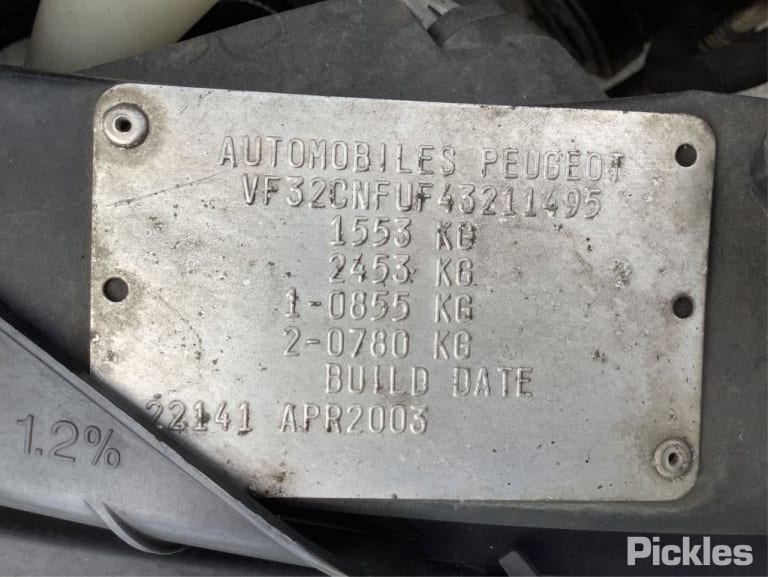 AUTOMOBILES PEUGEOT
VF32CNFUF43211495
1553 KG
2453 KG
1-0855 KG
2-0780 KG
BUILD DATE
22141 APR2003
1.2%
Pickles